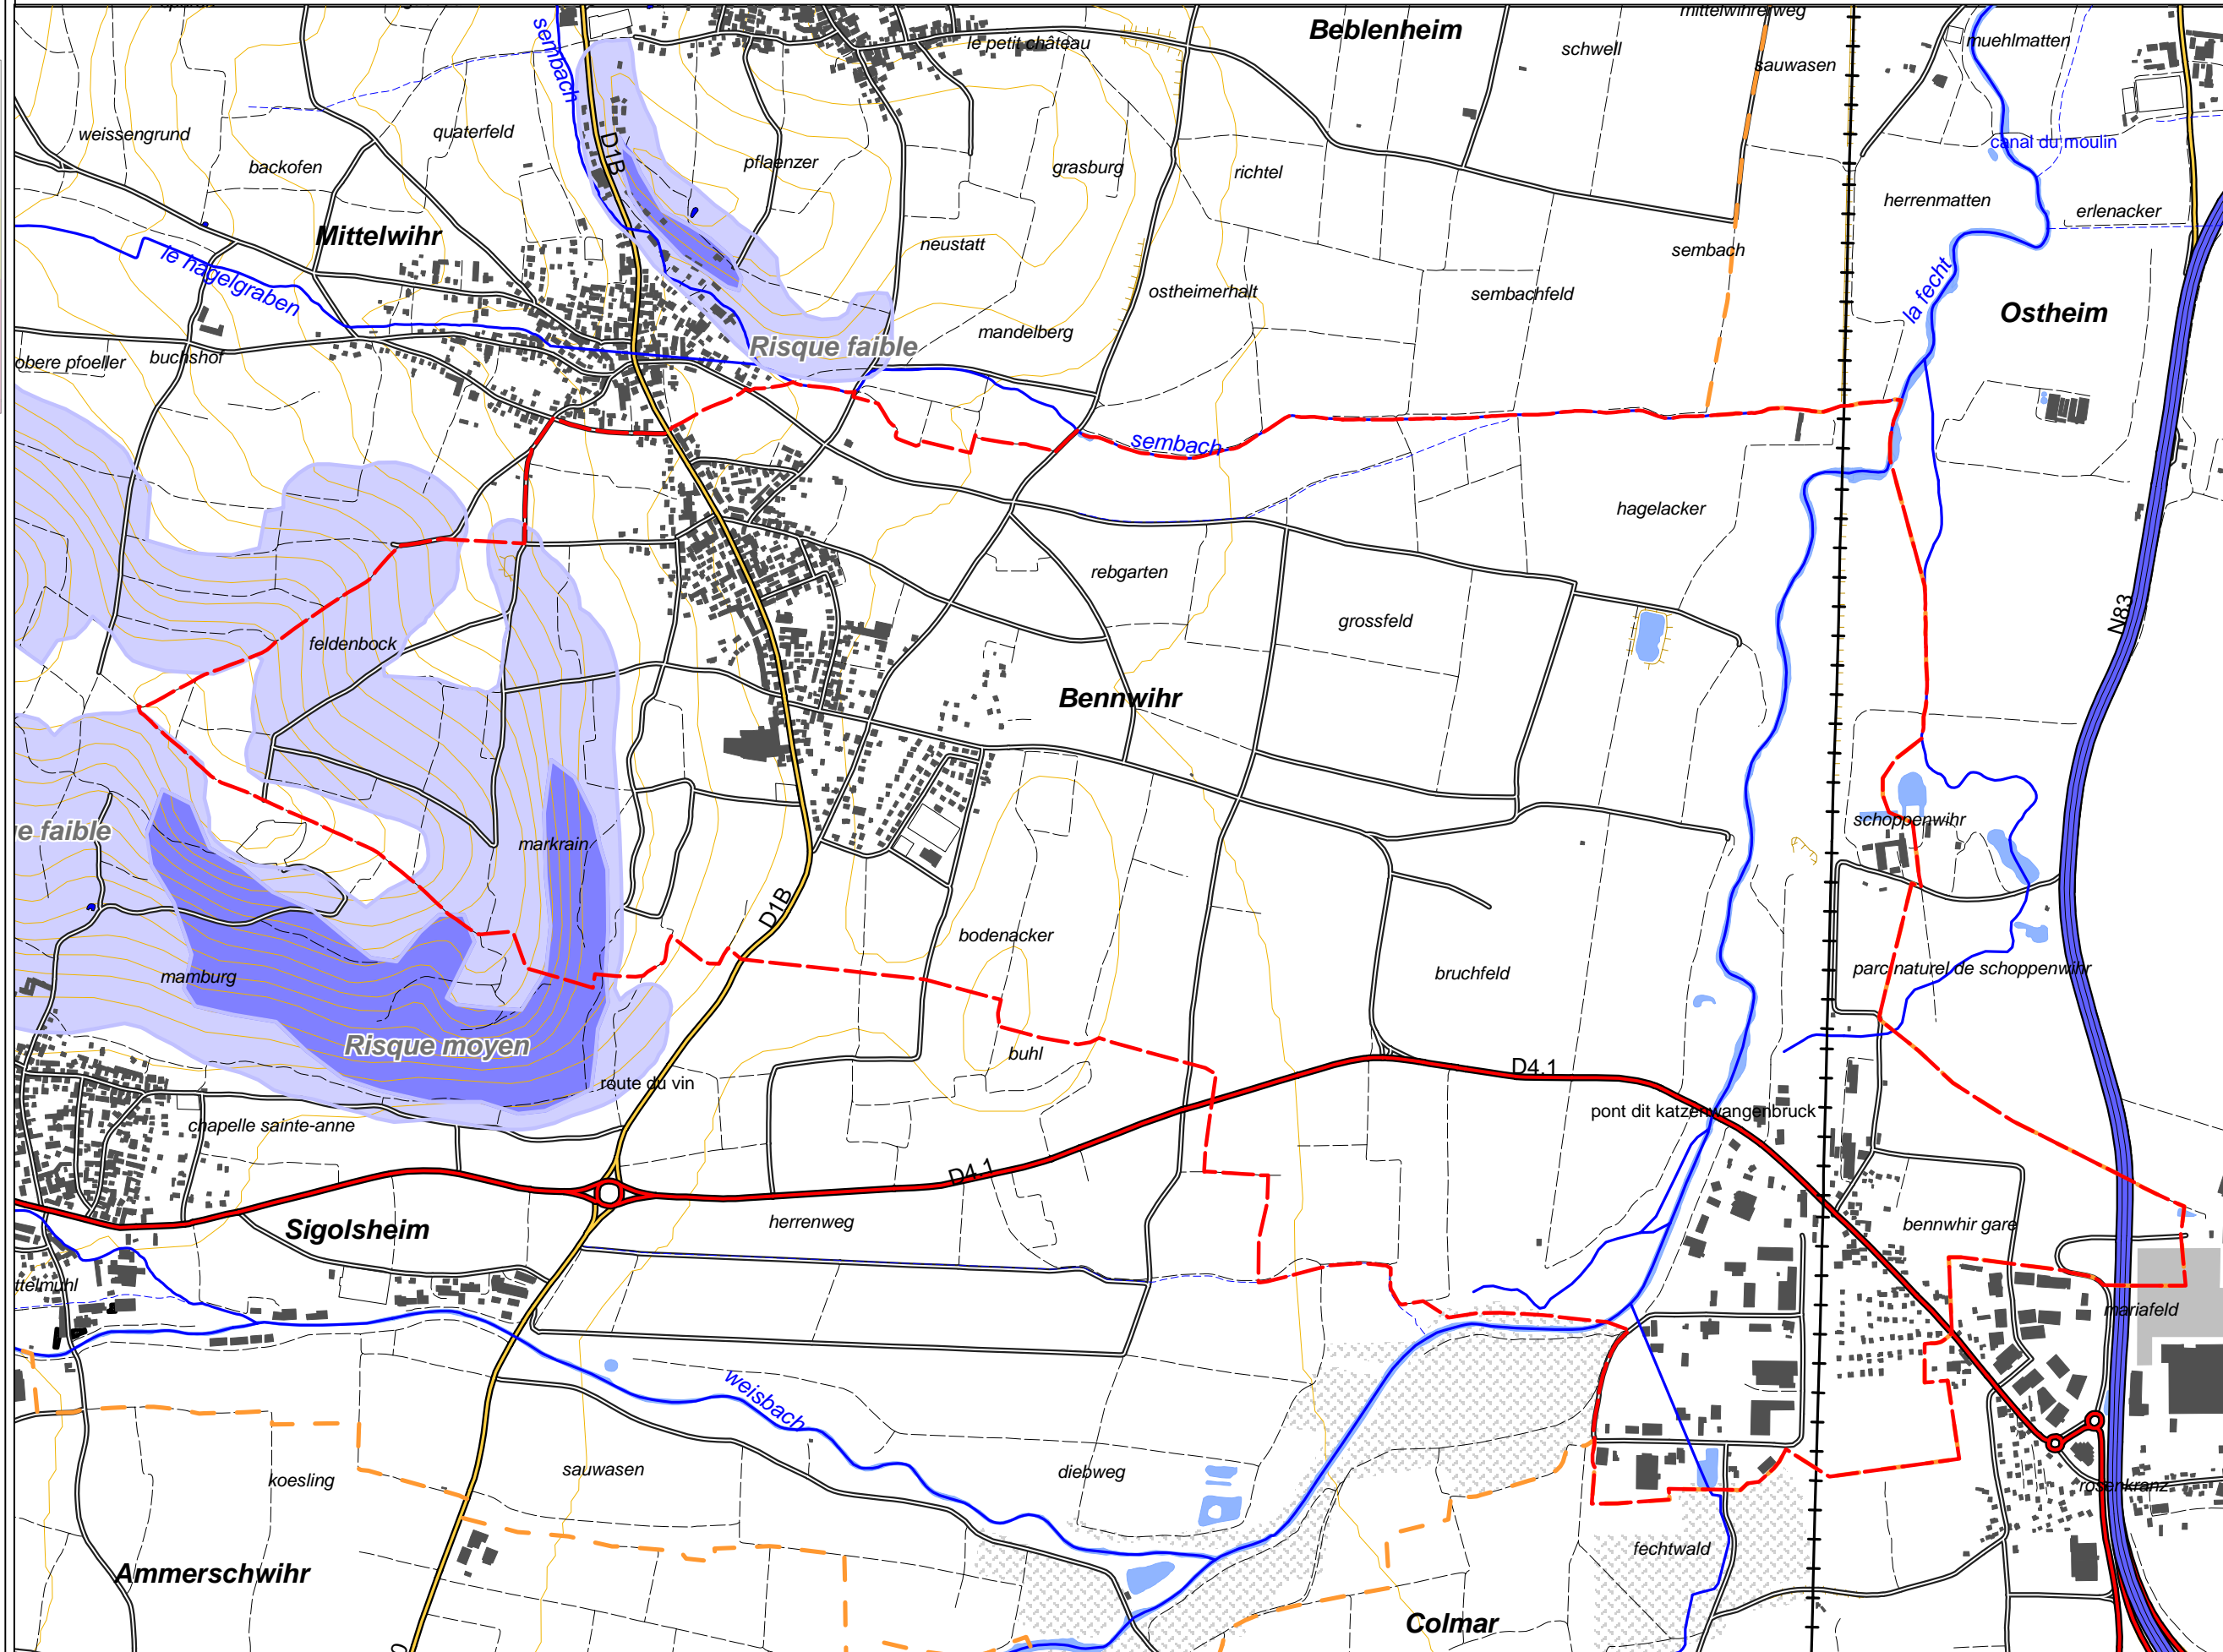 Beblenheim
mittelwihrerweg
sembach
le petit château
schwell
muehlmatten
sauwasen
weissengrund
quaterfeld
D1B
canal du moulin
backofen
pflaenzer
grasburg
richtel
herrenmatten
erlenacker
Mittelwihr
neustatt
sembach
le hagelgraben
ostheimerhalt
sembachfeld
la fecht
Ostheim
obere pfoeller
buchshof
Risque faible
mandelberg
sembach
hagelacker
rebgarten
grossfeld
N83
feldenbock
Bennwihr
e faible
markrain
schoppenwihr
D1B
bodenacker
mamburg
bruchfeld
parc naturel de schoppenwihr
Risque moyen
buhl
route du vin
D4.1
pont dit katzenwangenbruck
chapelle sainte-anne
D4.1
Sigolsheim
herrenweg
bennwhir gare
ttelmuhl
mariafeld
weisbach
koesling
sauwasen
diebweg
rosenkranz
Ammerschwihr
fechtwald
Colmar